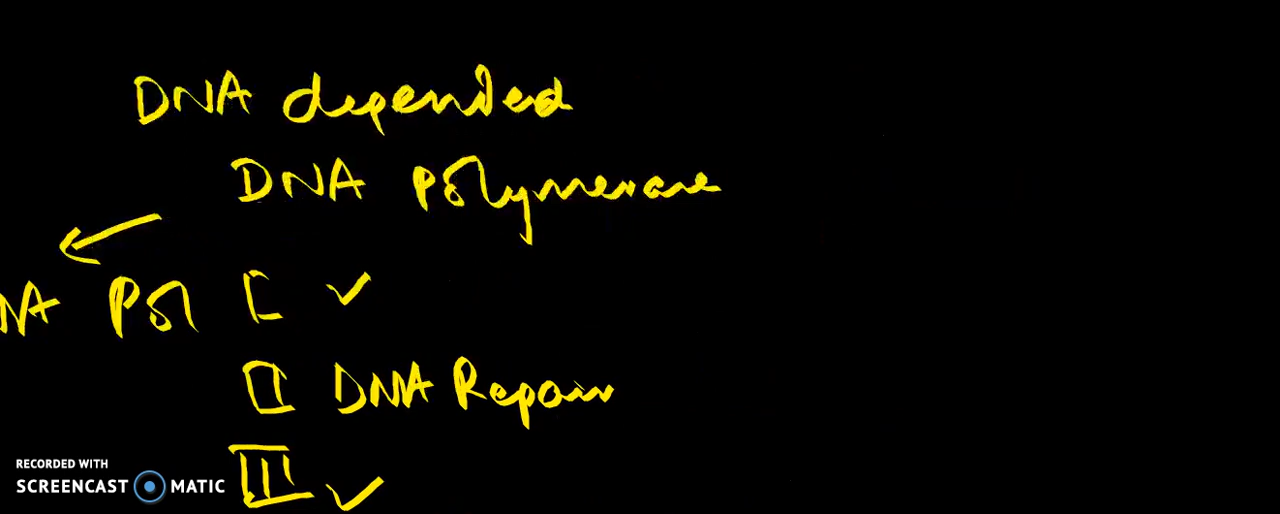 DNA depended
DNA polymerase
NA Pol I ✓
II DNA Repair
III ✓
RECORDED WITH
SCREENCAST MATIC